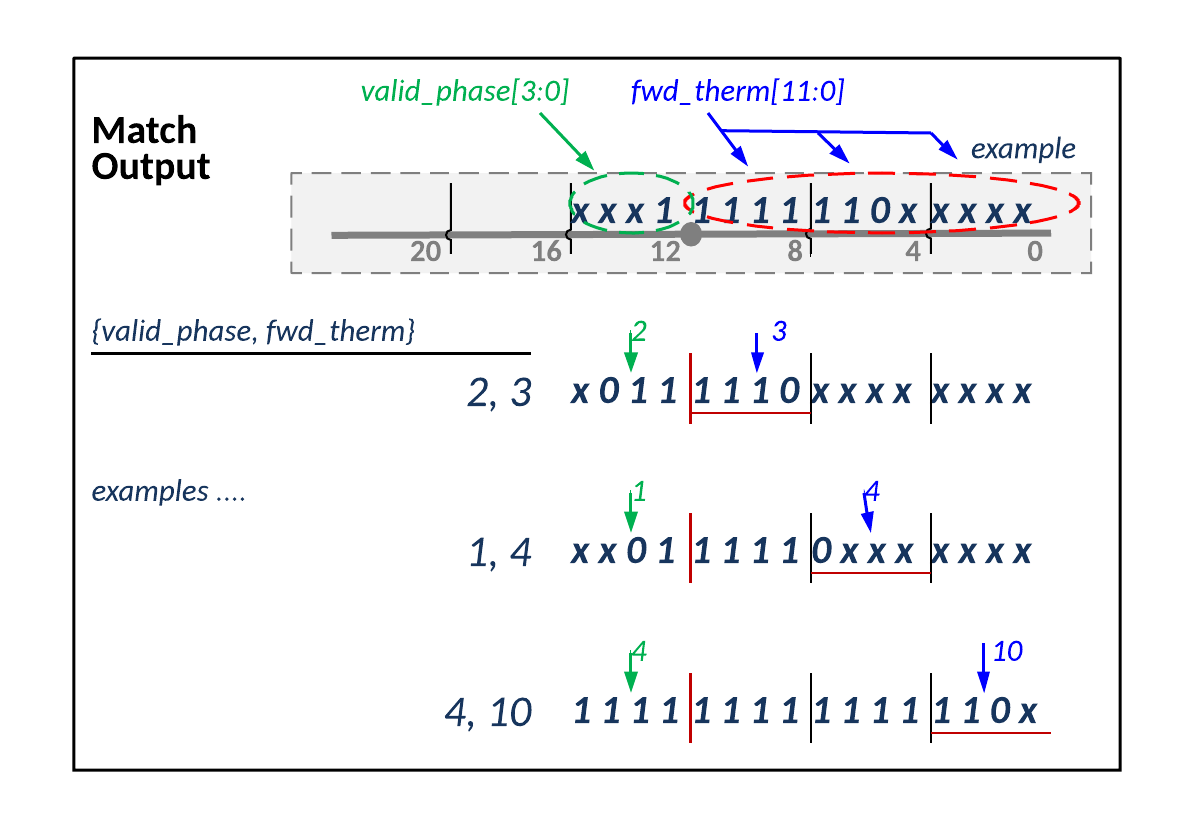 valid_phase[3:0] fwd_therm[11:0]
Match
Output
example
x x x 1 1 1 1 1 1 1 0 x x x x x
20 16 12 8 4 0
{valid_phase, fwd_therm}
2 3
2, 3 x 0 1 1 1 1 1 0 x x x x x x x x
examples ....
1 4
1, 4 x x 0 1 1 1 1 1 0 x x x x x x x
4 10
4, 10 1 1 1 1 1 1 1 1 1 1 1 1 1 1 0 x